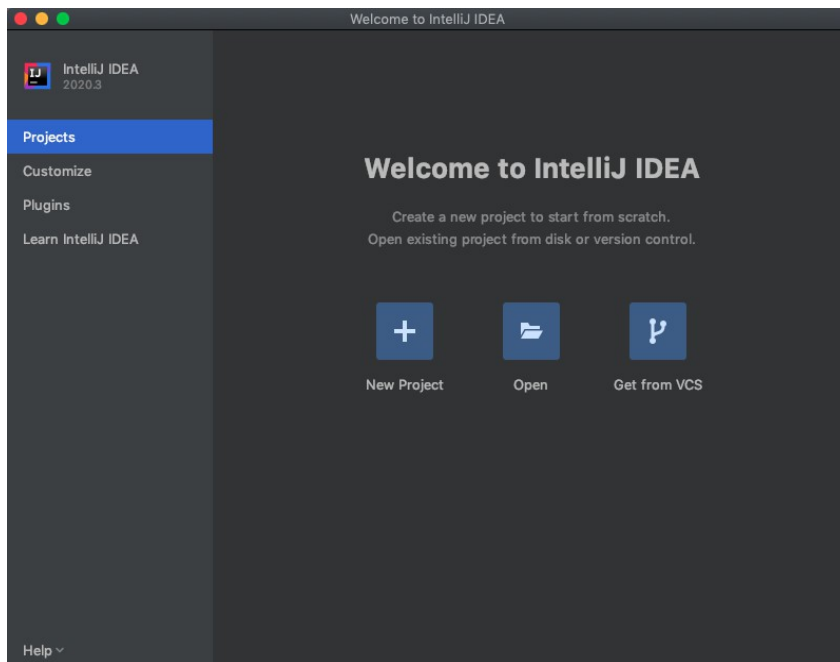 Welcome to IntelliJ IDEA
IJ
IntelliJ IDEA
2020.3
Projects
Customize
Plugins
Learn IntelliJ IDEA
Welcome to IntelliJ IDEA
Create a new project to start from scratch.
Open existing project from disk or version control.
New Project
Open
Get from VCS
Help